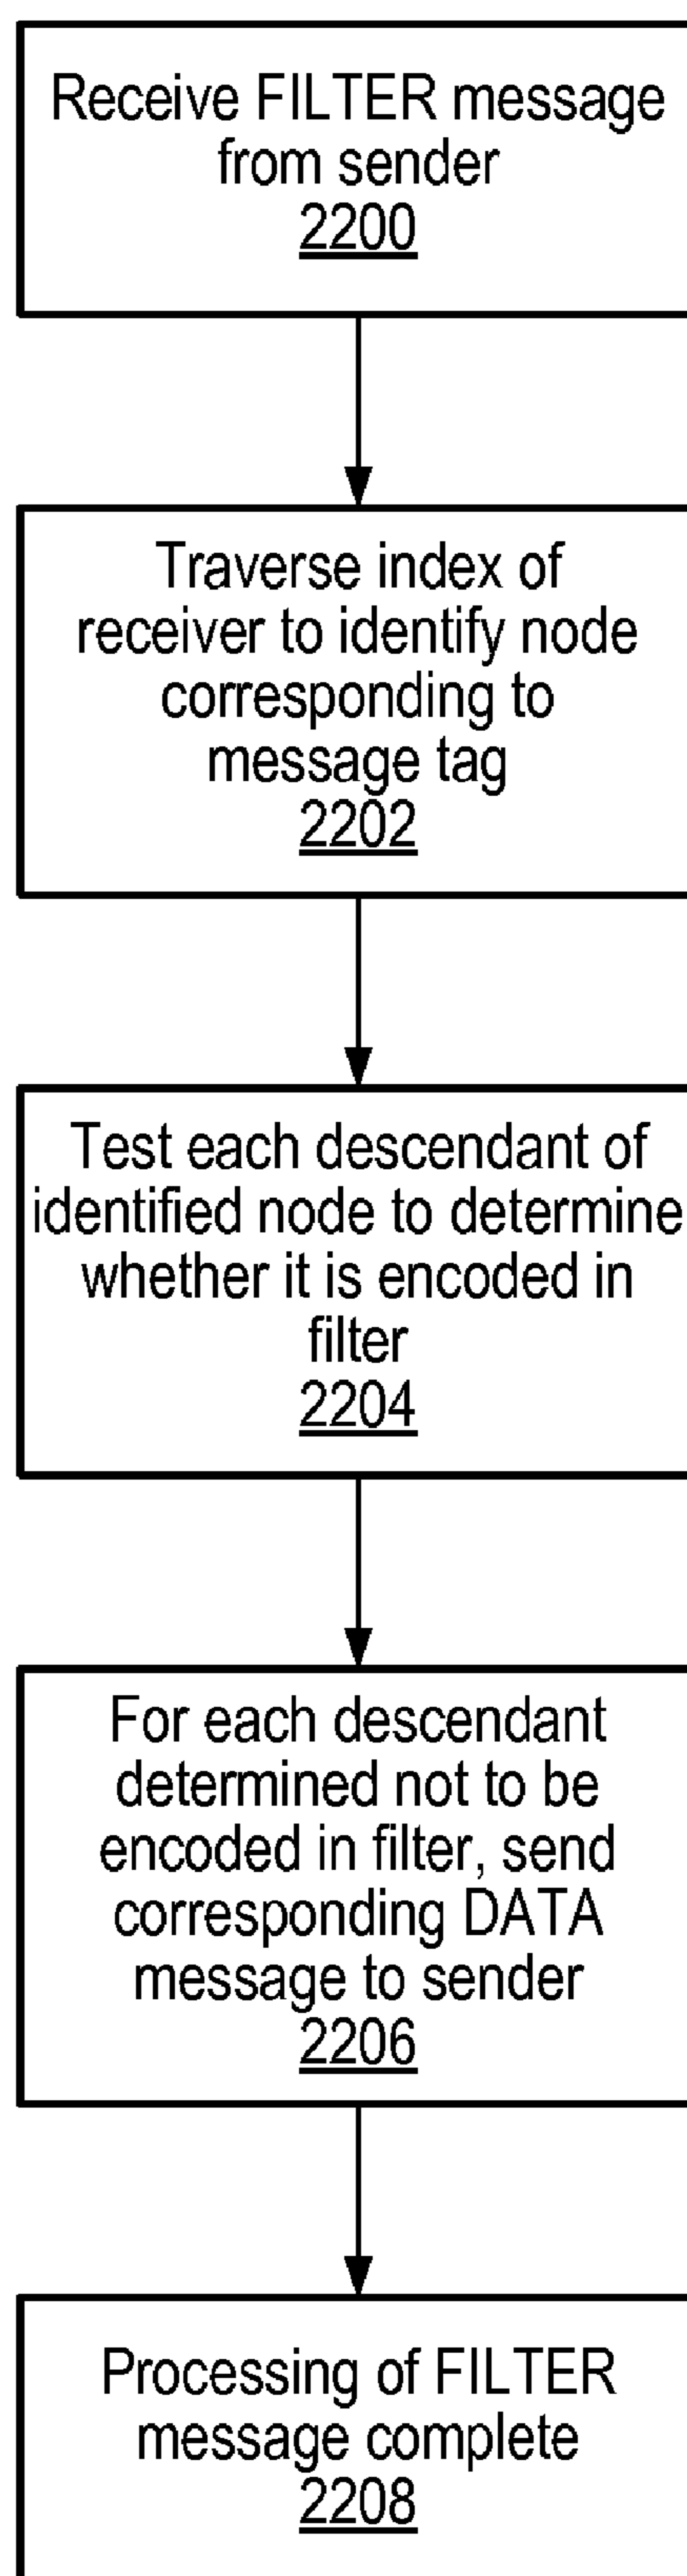 Receive FILTER message
from sender
2200
Traverse index of
receiver to identify node
corresponding to
message tag
2202
Test each descendant of
identified node to determine
whether it is encoded in
filter
2204
For each descendant
determined not to be
encoded in filter, send
corresponding DATA
message to sender
2206
Processing of FILTER
message complete
2208